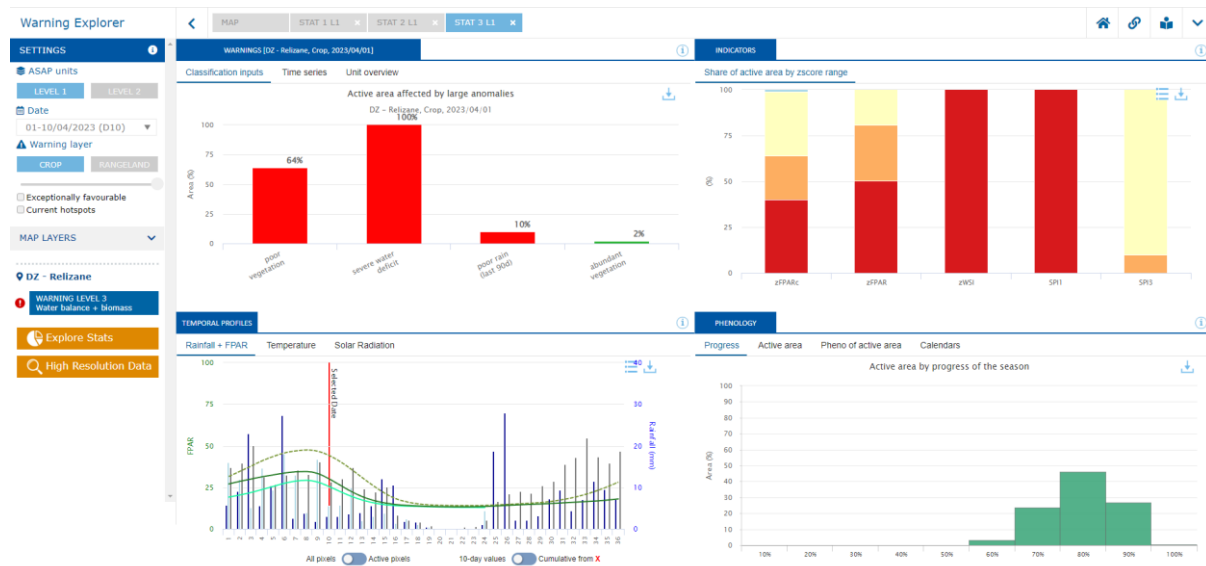 Warning Explorer
MAP
STAT 1 L1 ×
STAT 2 L1 ×
STAT 3 L1 ×
SETTINGS
ASAP units
LEVEL 1
LEVEL 2
Date
01-10/04/2023 (D10)
Warning layer
CROP
RANGELAND
Exceptionally favourable
Current hotspots
MAP LAYERS
DZ - Relizane
WARNING LEVEL 3
Water balance + biomass
Explore Stats
High Resolution Data
WARNINGS [DZ - Relizane, Crop, 2023/04/01]
Classification inputs
Time series
Unit overview
Active area affected by large anomalies
DZ – Relizane, Crop, 2023/04/01
Area (%)
100
75
50
25
0
64%
100%
10%
2%
poor
vegetation
severe water
deficit
poor rain
(last 90d)
abundant
vegetation
INDICATORS
Share of active area by zscore range
(%)
100
75
50
25
0
zFPARc
zFPAR
zWSI
SPI1
SPI3
TEMPORAL PROFILES
Rainfall + FPAR
Temperature
Solar Radiation
FPAR
100
75
50
25
0
Selected Date
40
30
20
10
0
Rainfall (mm)
1 2 3 4 5 6 7 8 9 10 11 12 13 14 15 16 17 18 19 20 21 22 23 24 25 26 27 28 29 30 31 32 33 34 35 36
All pixels
Active pixels
10-day values
Cumulative from X
PHENOLOGY
Progress
Active area
Pheno of active area
Calendars
Active area by progress of the season
Area (%)
100
90
80
70
60
50
40
30
20
10
0
10% 20% 30% 40% 50% 60% 70% 80% 90% 100%